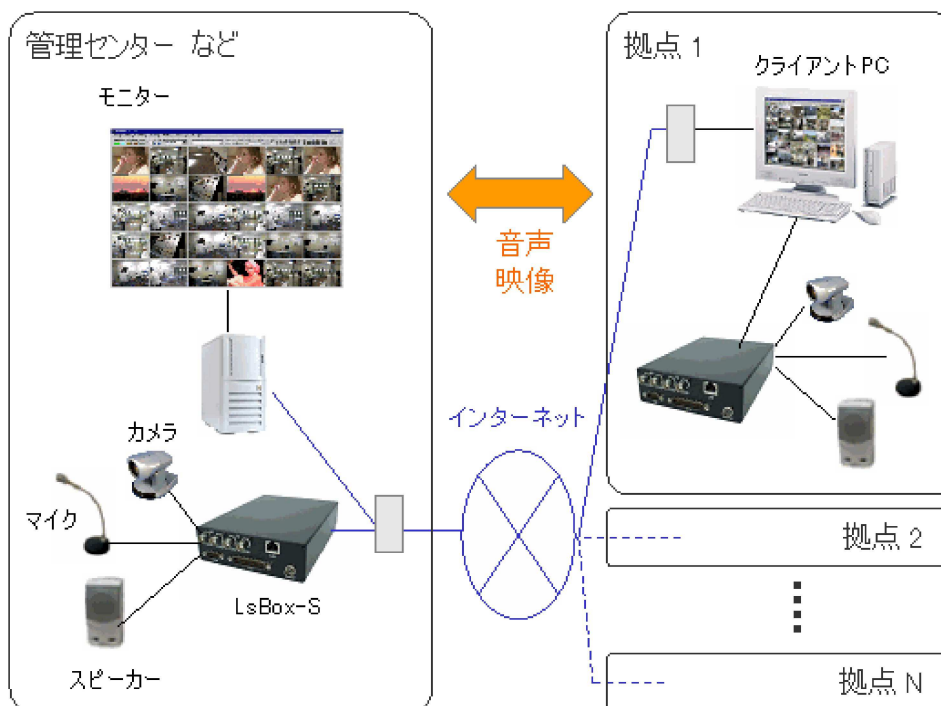 管理センター など
モニター
カメラ
マイク
LsBox-S
スピーカー
音声
映像
インターネット
拠点 1
クライアントPC
拠点 2
拠点 N